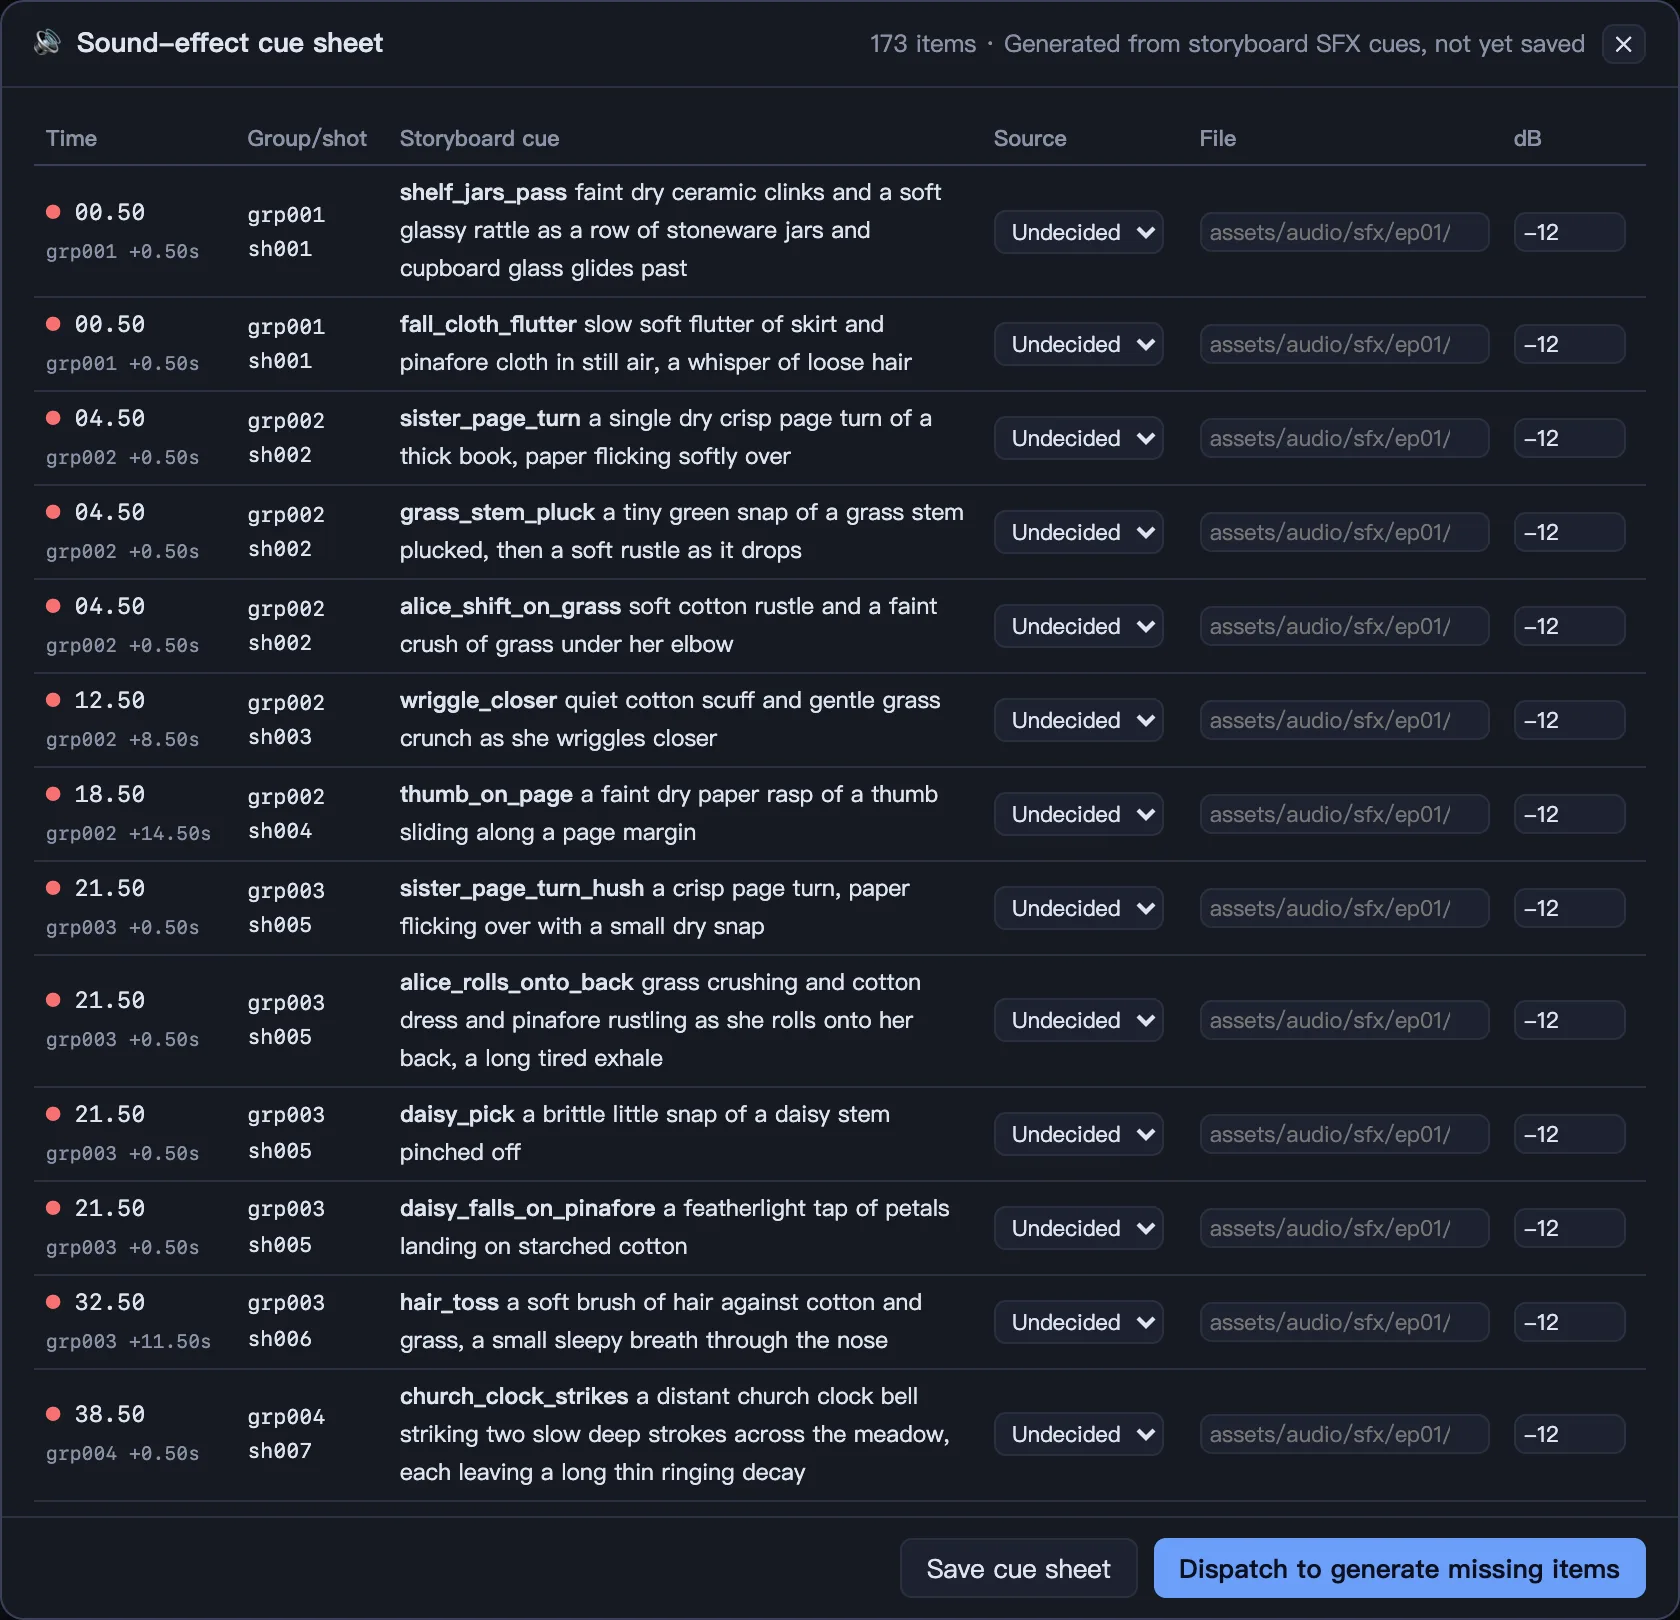 Sound-effect cue sheet
173 items · Generated from storyboard SFX cues, not yet saved
Time Group/shot Storyboard cue Source File dB
00.50
grp001 +0.50s
grp001
sh001
shelf_jars_pass faint dry ceramic clinks and a soft
glassy rattle as a row of stoneware jars and
cupboard glass glides past
Undecided
assets/audio/sfx/ep01/
-12
00.50
grp001 +0.50s
grp001
sh001
fall_cloth_flutter slow soft flutter of skirt and
pinafore cloth in still air, a whisper of loose hair
Undecided
assets/audio/sfx/ep01/
-12
04.50
grp002 +0.50s
grp002
sh002
sister_page_turn a single dry crisp page turn of a
thick book, paper flicking softly over
Undecided
assets/audio/sfx/ep01/
-12
04.50
grp002 +0.50s
grp002
sh002
grass_stem_pluck a tiny green snap of a grass stem
plucked, then a soft rustle as it drops
Undecided
assets/audio/sfx/ep01/
-12
04.50
grp002 +0.50s
grp002
sh002
alice_shift_on_grass soft cotton rustle and a faint
crush of grass under her elbow
Undecided
assets/audio/sfx/ep01/
-12
12.50
grp002 +8.50s
grp002
sh003
wriggle_closer quiet cotton scuff and gentle grass
crunch as she wriggles closer
Undecided
assets/audio/sfx/ep01/
-12
18.50
grp002 +14.50s
grp002
sh004
thumb_on_page a faint dry paper rasp of a thumb
sliding along a page margin
Undecided
assets/audio/sfx/ep01/
-12
21.50
grp003 +0.50s
grp003
sh005
sister_page_turn_hush a crisp page turn, paper
flicking over with a small dry snap
Undecided
assets/audio/sfx/ep01/
-12
21.50
grp003 +0.50s
grp003
sh005
alice_rolls_onto_back grass crushing and cotton
dress and pinafore rustling as she rolls onto her
back, a long tired exhale
Undecided
assets/audio/sfx/ep01/
-12
21.50
grp003 +0.50s
grp003
sh005
daisy_pick a brittle little snap of a daisy stem
pinched off
Undecided
assets/audio/sfx/ep01/
-12
21.50
grp003 +0.50s
grp003
sh005
daisy_falls_on_pinafore a featherlight tap of petals
landing on starched cotton
Undecided
assets/audio/sfx/ep01/
-12
32.50
grp003 +11.50s
grp003
sh006
hair_toss a soft brush of hair against cotton and
grass, a small sleepy breath through the nose
Undecided
assets/audio/sfx/ep01/
-12
38.50
grp004 +0.50s
grp004
sh007
church_clock_strikes a distant church clock bell
striking two slow deep strokes across the meadow,
each leaving a long thin ringing decay
Undecided
assets/audio/sfx/ep01/
-12
Save cue sheet
Dispatch to generate missing items